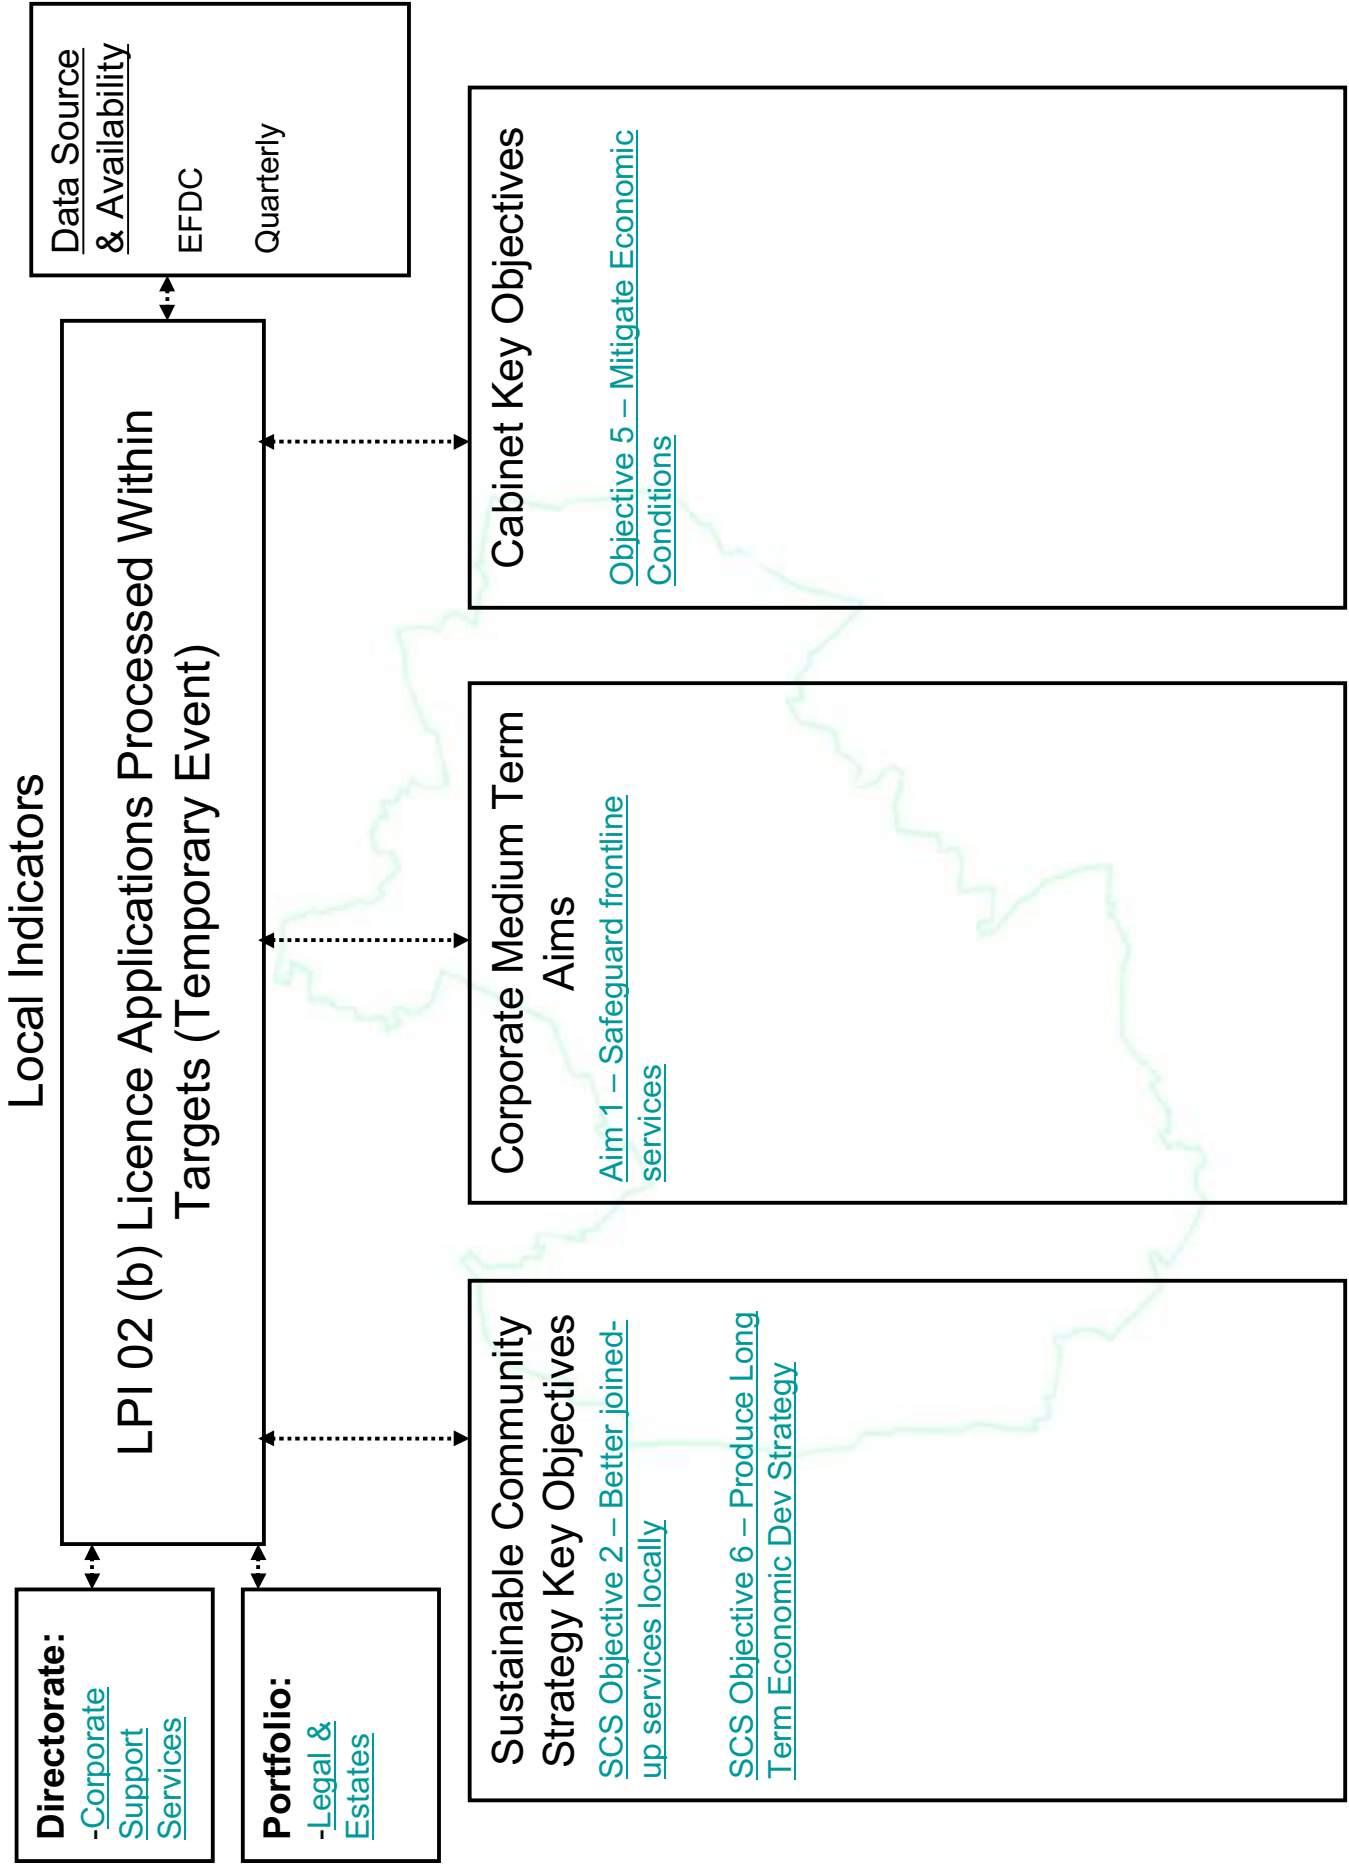 Local Indicators
Directorate:
-Corporate
Support
Services
Portfolio:
-Legal &
Estates
LPI 02 (b) Licence Applications Processed Within
Targets (Temporary Event)
Data Source
& Availability
EFDC
Quarterly
Sustainable Community
Strategy Key Objectives
SCS Objective 2 – Better joined-
up services locally
SCS Objective 6 – Produce Long
Term Economic Dev Strategy
Corporate Medium Term
Aims
Aim 1 – Safeguard frontline
services
Cabinet Key Objectives
Objective 5 – Mitigate Economic
Conditions